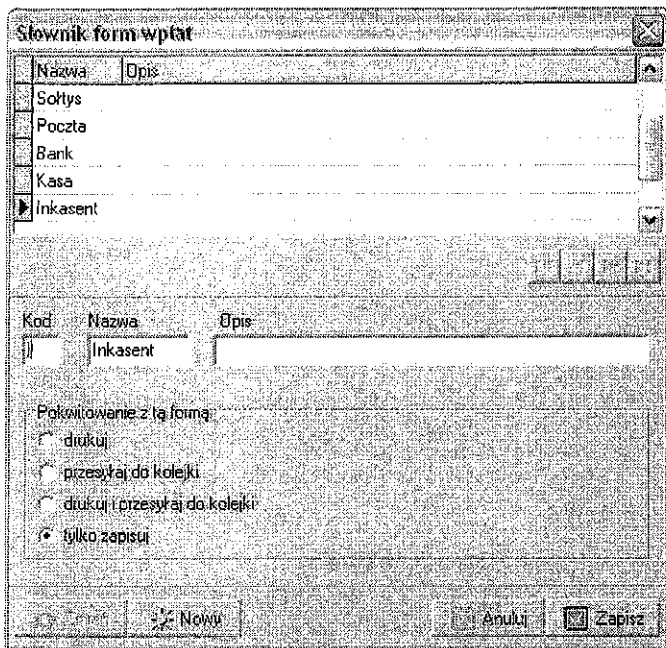 Słownik form wpłat
Nazwa Opis
Sołtys
Poczta
Bank
Kasa
Inkasent
Kod Nazwa Opis
Inkasent
Pokwitowanie z tą formą
drukuj
przesyłaj do kolejki
drukuj i przesyłaj do kolejki
tylko zapisuj
Nowy Anuluj Zapisz